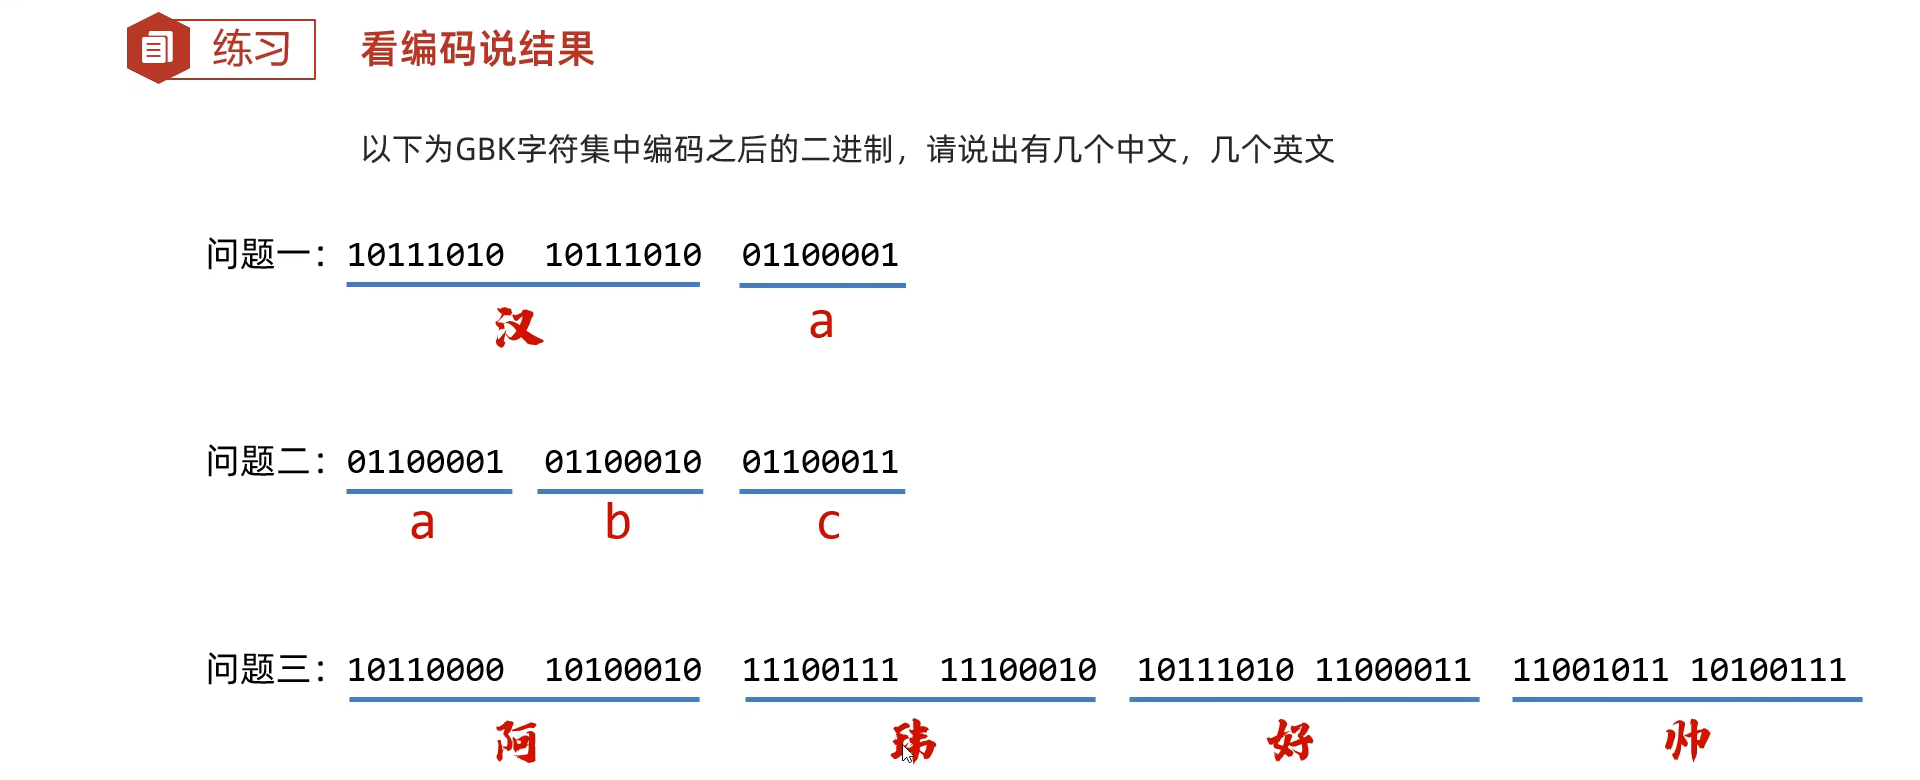 练习 看编码说结果
以下为GBK字符集中编码之后的二进制，请说出有几个中文，几个英文
问题一：10111010 10111010 01100001
汉 a
问题二：01100001 01100010 01100011
a b c
问题三：10110000 10100010 11100111 11100010 10111010 11000011 11001011 10100111
阿 玮 好 帅